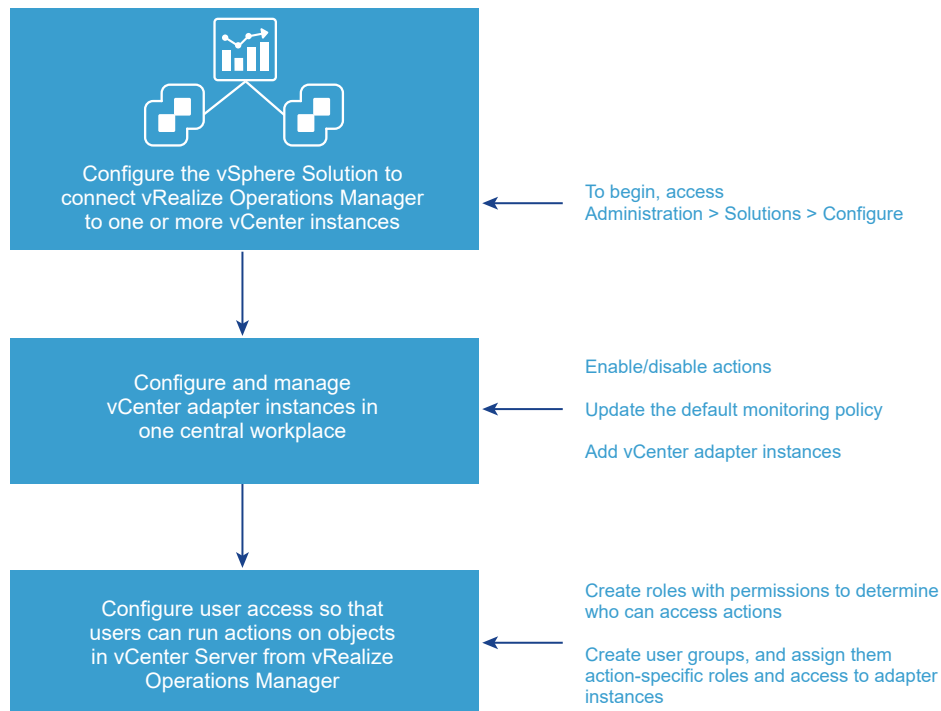 Configure the vSphere Solution to
connect vRealize Operations Manager
to one or more vCenter instances
To begin, access
Administration > Solutions > Configure
Configure and manage
vCenter adapter instances in
one central workplace
Enable/disable actions
Update the default monitoring policy
Add vCenter adapter instances
Configure user access so that
users can run actions on objects
in vCenter Server from vRealize
Operations Manager
Create roles with permissions to determine
who can access actions
Create user groups, and assign them
action-specific roles and access to adapter
instances